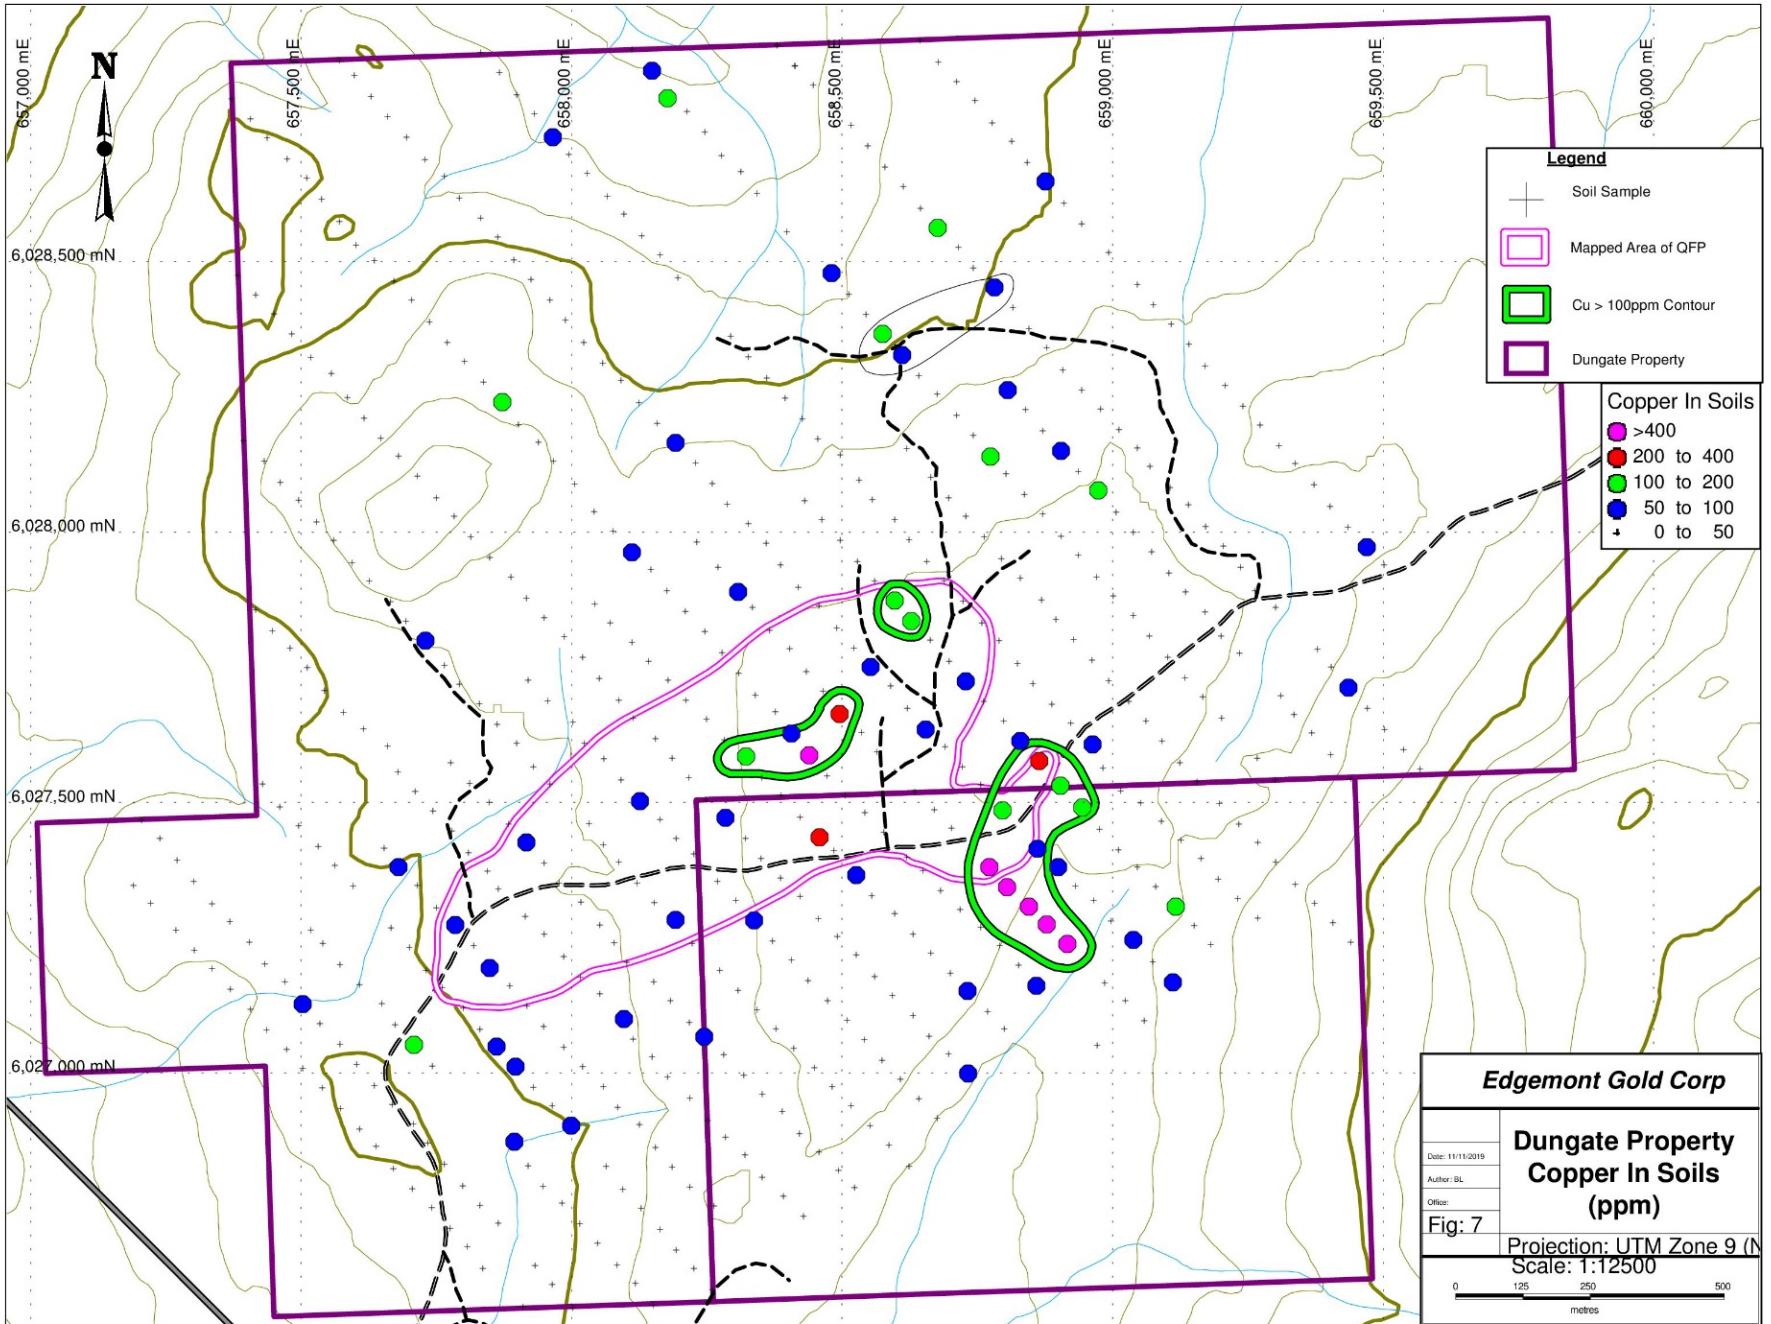 N
657,000 mE
657,500 mE
658,000 mE
658,500 mE
659,000 mE
659,500 mE
660,000 mE
6,028,500 mN
6,028,000 mN
6,027,500 mN
6,027,000 mN
Legend
Soil Sample
Mapped Area of QFP
Cu > 100ppm Contour
Dungate Property
Copper In Soils
>400
200 to 400
100 to 200
50 to 100
0 to 50
Edgemont Gold Corp
Date: 11/11/2019
Author: BL
Office:
Fig: 7
Dungate Property
Copper In Soils
(ppm)
Projection: UTM Zone 9 (N
Scale: 1:12500
0 125 250 500
metres